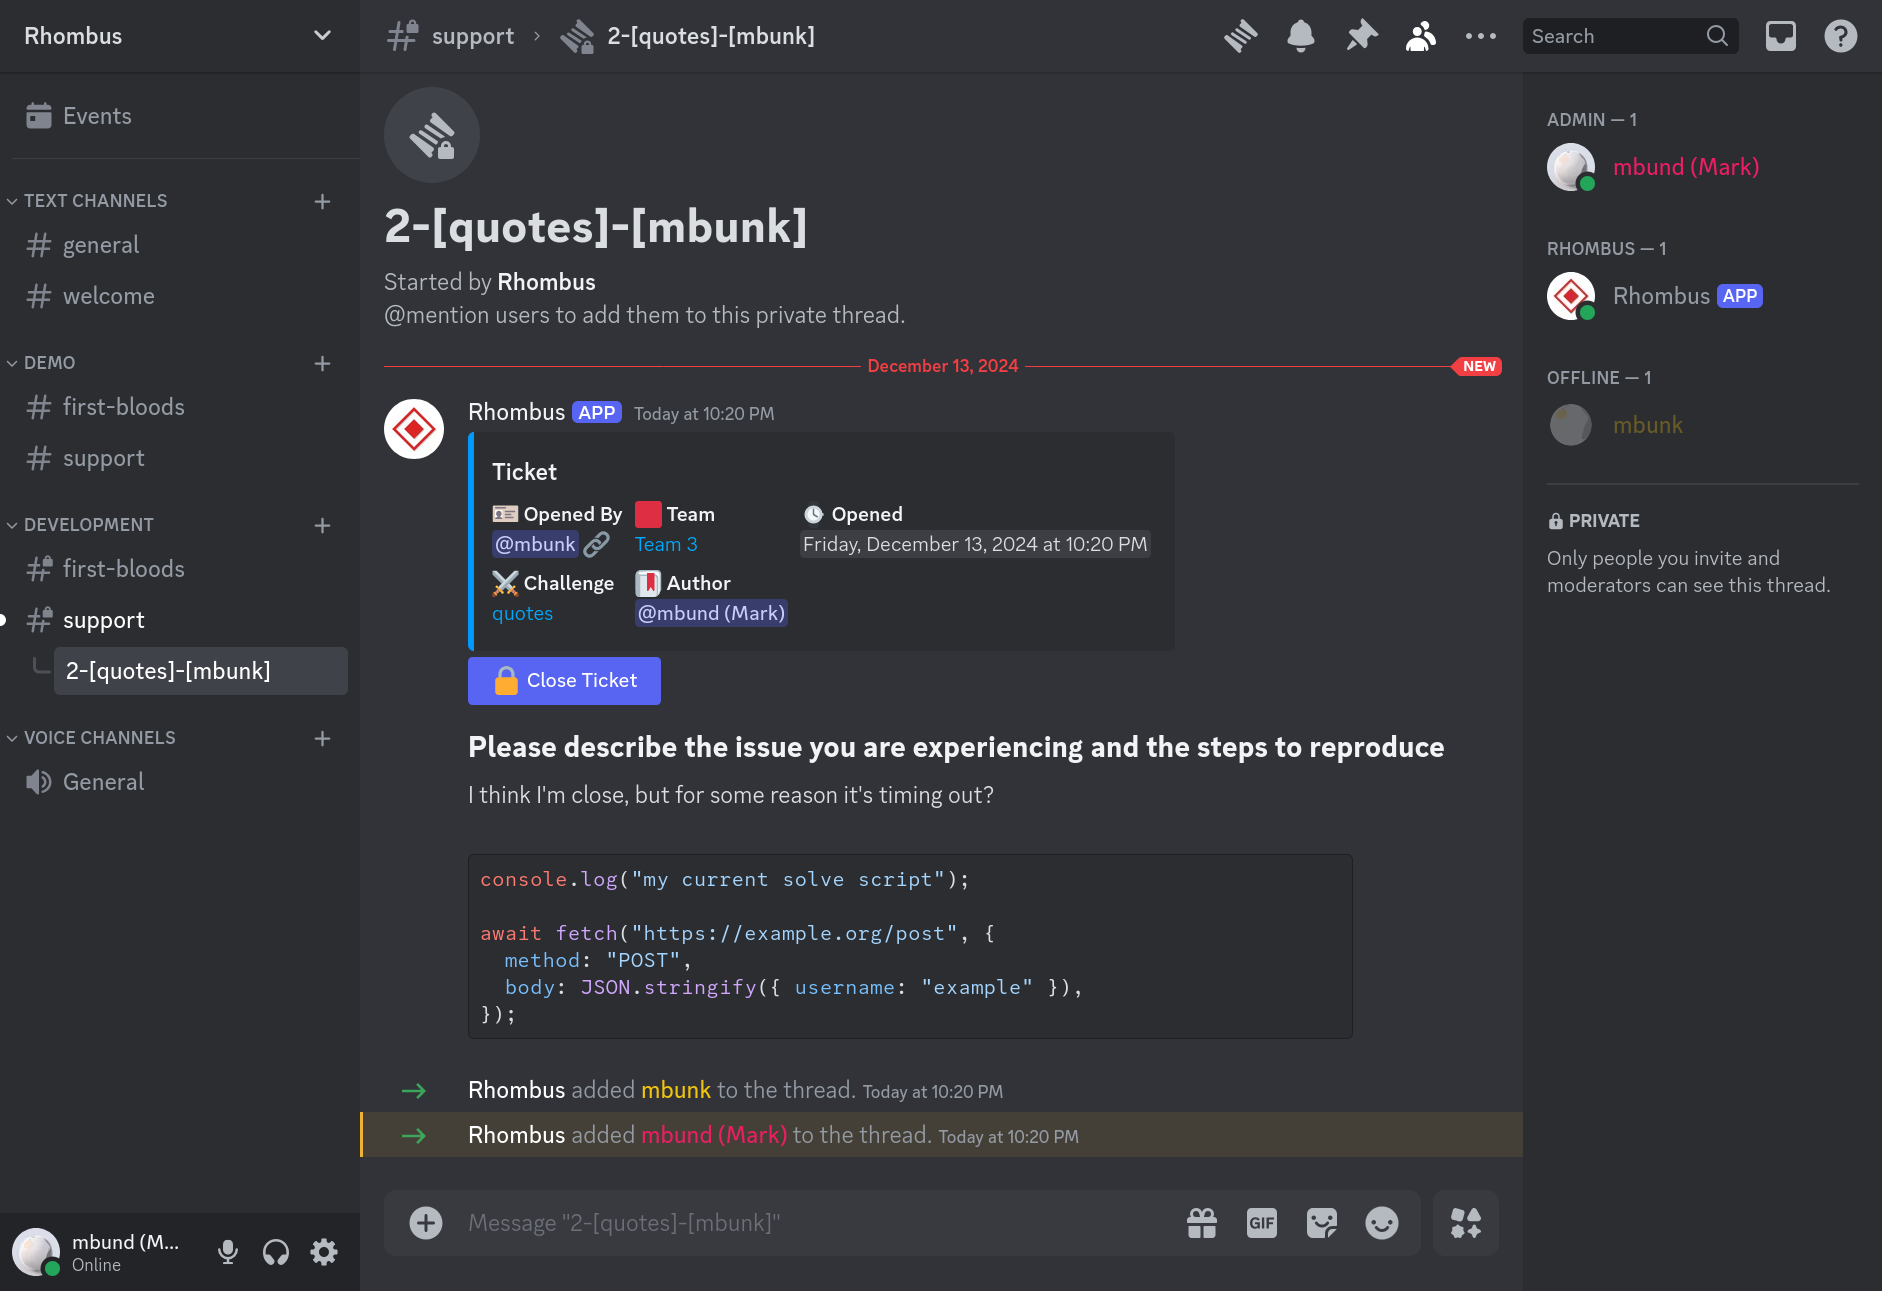 Rhombus
Events
TEXT CHANNELS
general
welcome
DEMO
first-bloods
support
DEVELOPMENT
first-bloods
support
2-[quotes]-[mbunk]
VOICE CHANNELS
General
mbund (M...
Online
support › 2-[quotes]-[mbunk]
Search
2-[quotes]-[mbunk]
Started by Rhombus
@mention users to add them to this private thread.
December 13, 2024 NEW
Rhombus APP Today at 10:20 PM
Ticket
Opened By Team Opened
@mbunk Team 3 Friday, December 13, 2024 at 10:20 PM
Challenge Author
quotes @mbund (Mark)
Close Ticket
Please describe the issue you are experiencing and the steps to reproduce
I think I'm close, but for some reason it's timing out?
console.log("my current solve script");
await fetch("https://example.org/post", {
  method: "POST",
  body: JSON.stringify({ username: "example" }),
});
Rhombus added mbunk to the thread. Today at 10:20 PM
Rhombus added mbund (Mark) to the thread. Today at 10:20 PM
Message "2-[quotes]-[mbunk]"
GIF
ADMIN — 1
mbund (Mark)
RHOMBUS — 1
Rhombus APP
OFFLINE — 1
mbunk
PRIVATE
Only people you invite and
moderators can see this thread.